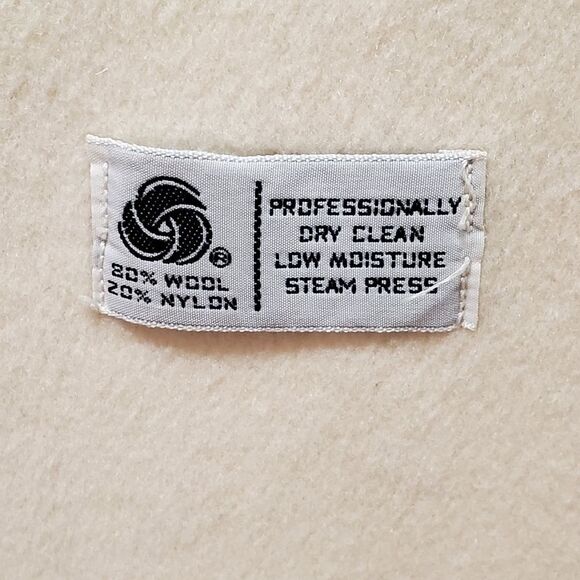 ®
80% WOOL
20% NYLON
PROFESSIONALLY
DRY CLEAN
LOW MOISTURE
STEAM PRESS